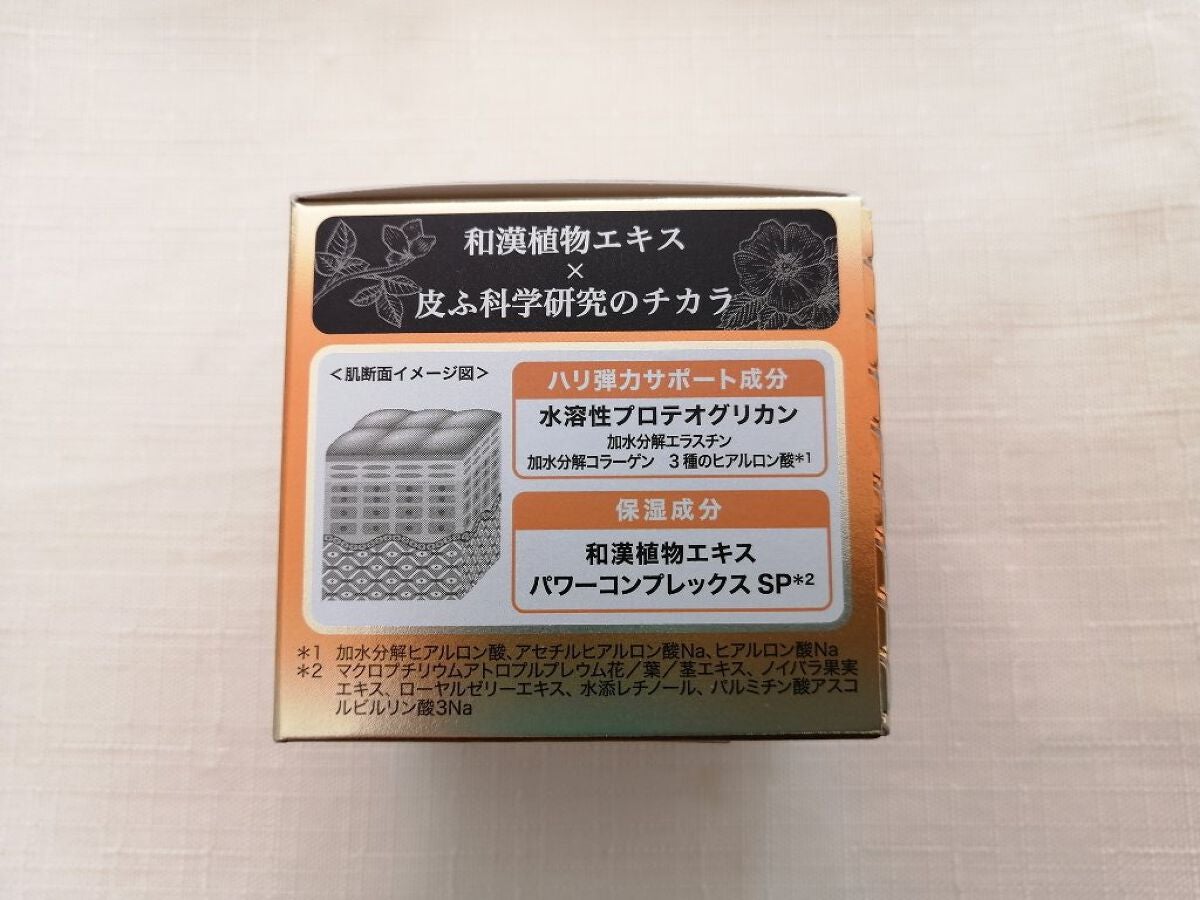 和漢植物エキス
×
皮ふ科学研究のチカラ
<肌断面イメージ図>
ハリ弾力サポート成分
水溶性プロテオグリカン
加水分解エラスチン
加水分解コラーゲン 3種のヒアルロン酸*1
保湿成分
和漢植物エキス
パワーコンプレックスSP*2
*1 加水分解ヒアルロン酸、アセチルヒアルロン酸Na、ヒアルロン酸Na
*2 マクロプチリウムアトロプルプレウム花/葉/茎エキス、ノイバラ果実
エキス、ローヤルゼリーエキス、水添レチノール、パルミチン酸アスコ
ルビルリン酸3Na